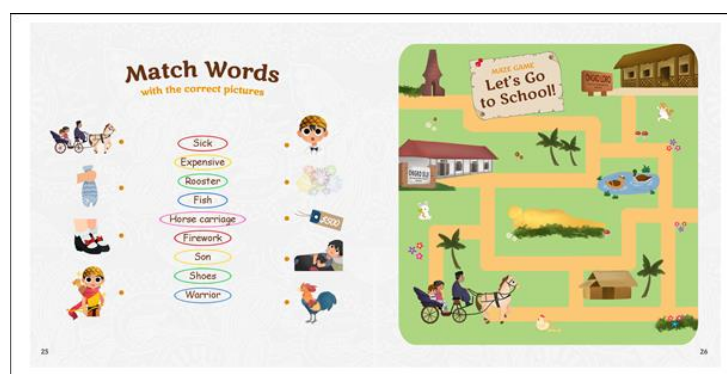 Match Words
with the correct pictures
Sick
Expensive
Rooster
Fish
Horse carriage
Firework
Son
Shoes
Warrior
25
MAZE GAME
Let's Go
to School!
26